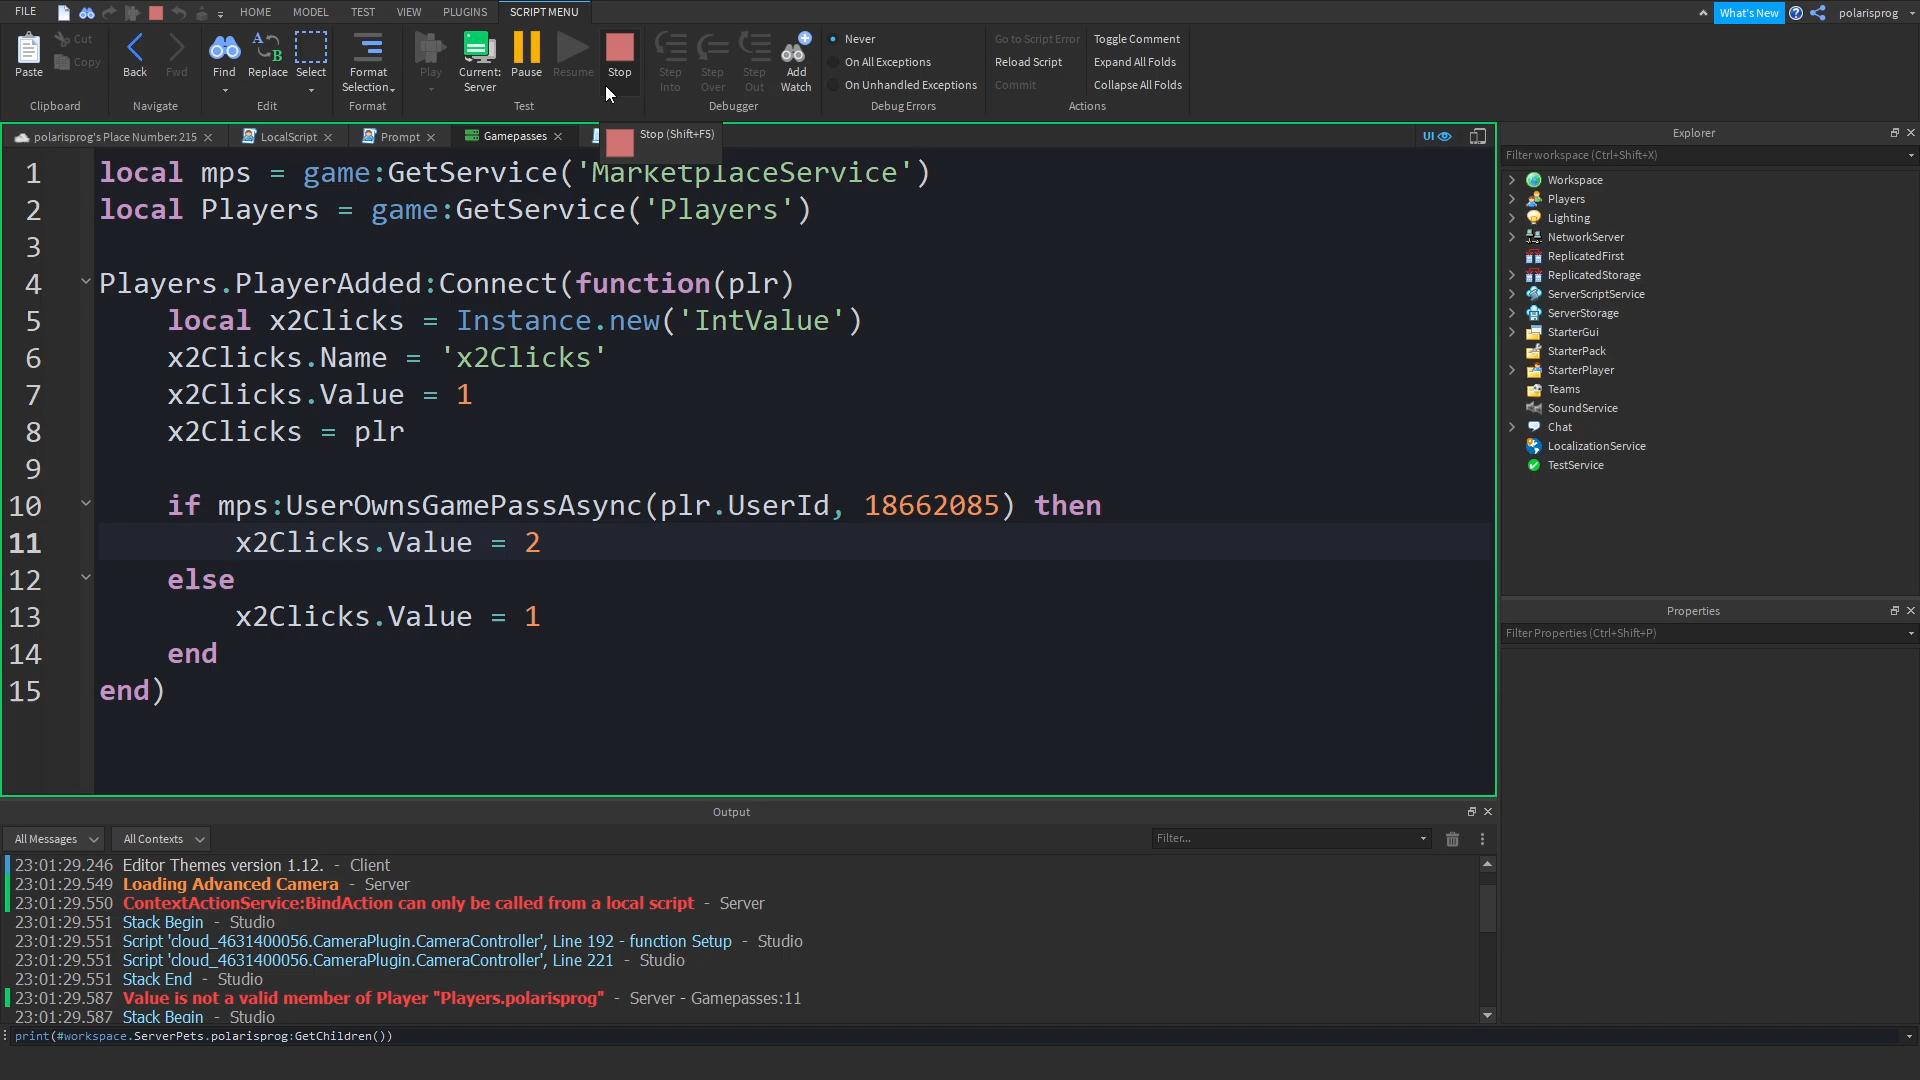 FILE HOME MODEL TEST VIEW PLUGINS SCRIPT MENU What's New polarisprog
Paste Cut Copy Back Fwd Find Replace Select Format Selection Play Current: Server Pause Resume Stop Step Into Step Over Step Out Add Watch
Never
On All Exceptions
On Unhandled Exceptions
Go to Script Error
Reload Script
Commit
Toggle Comment
Expand All Folds
Collapse All Folds
Clipboard Navigate Edit Format Test Debugger Debug Errors Actions
polarisprog's Place Number: 215 LocalScript Prompt Gamepasses UI
Stop (Shift+F5)
1 local mps = game:GetService('MarketplaceService')
2 local Players = game:GetService('Players')
3
4 Players.PlayerAdded:Connect(function(plr)
5 local x2Clicks = Instance.new('IntValue')
6 x2Clicks.Name = 'x2Clicks'
7 x2Clicks.Value = 1
8 x2Clicks = plr
9
10 if mps:UserOwnsGamePassAsync(plr.UserId, 18662085) then
11 x2Clicks.Value = 2
12 else
13 x2Clicks.Value = 1
14 end
15 end)
Explorer
Filter workspace (Ctrl+Shift+X)
Workspace
Players
Lighting
NetworkServer
ReplicatedFirst
ReplicatedStorage
ServerScriptService
ServerStorage
StarterGui
StarterPack
StarterPlayer
Teams
SoundService
Chat
LocalizationService
TestService
Properties
Filter Properties (Ctrl+Shift+P)
Output
All Messages All Contexts Filter...
23:01:29.246 Editor Themes version 1.12. - Client
23:01:29.549 Loading Advanced Camera - Server
23:01:29.550 ContextActionService:BindAction can only be called from a local script - Server
23:01:29.551 Stack Begin - Studio
23:01:29.551 Script 'cloud_4631400056.CameraPlugin.CameraController', Line 192 - function Setup - Studio
23:01:29.551 Script 'cloud_4631400056.CameraPlugin.CameraController', Line 221 - Studio
23:01:29.551 Stack End - Studio
23:01:29.587 Value is not a valid member of Player "Players.polarisprog" - Server - Gamepasses:11
23:01:29.587 Stack Begin - Studio
print(#workspace.ServerPets.polarisprog:GetChildren())